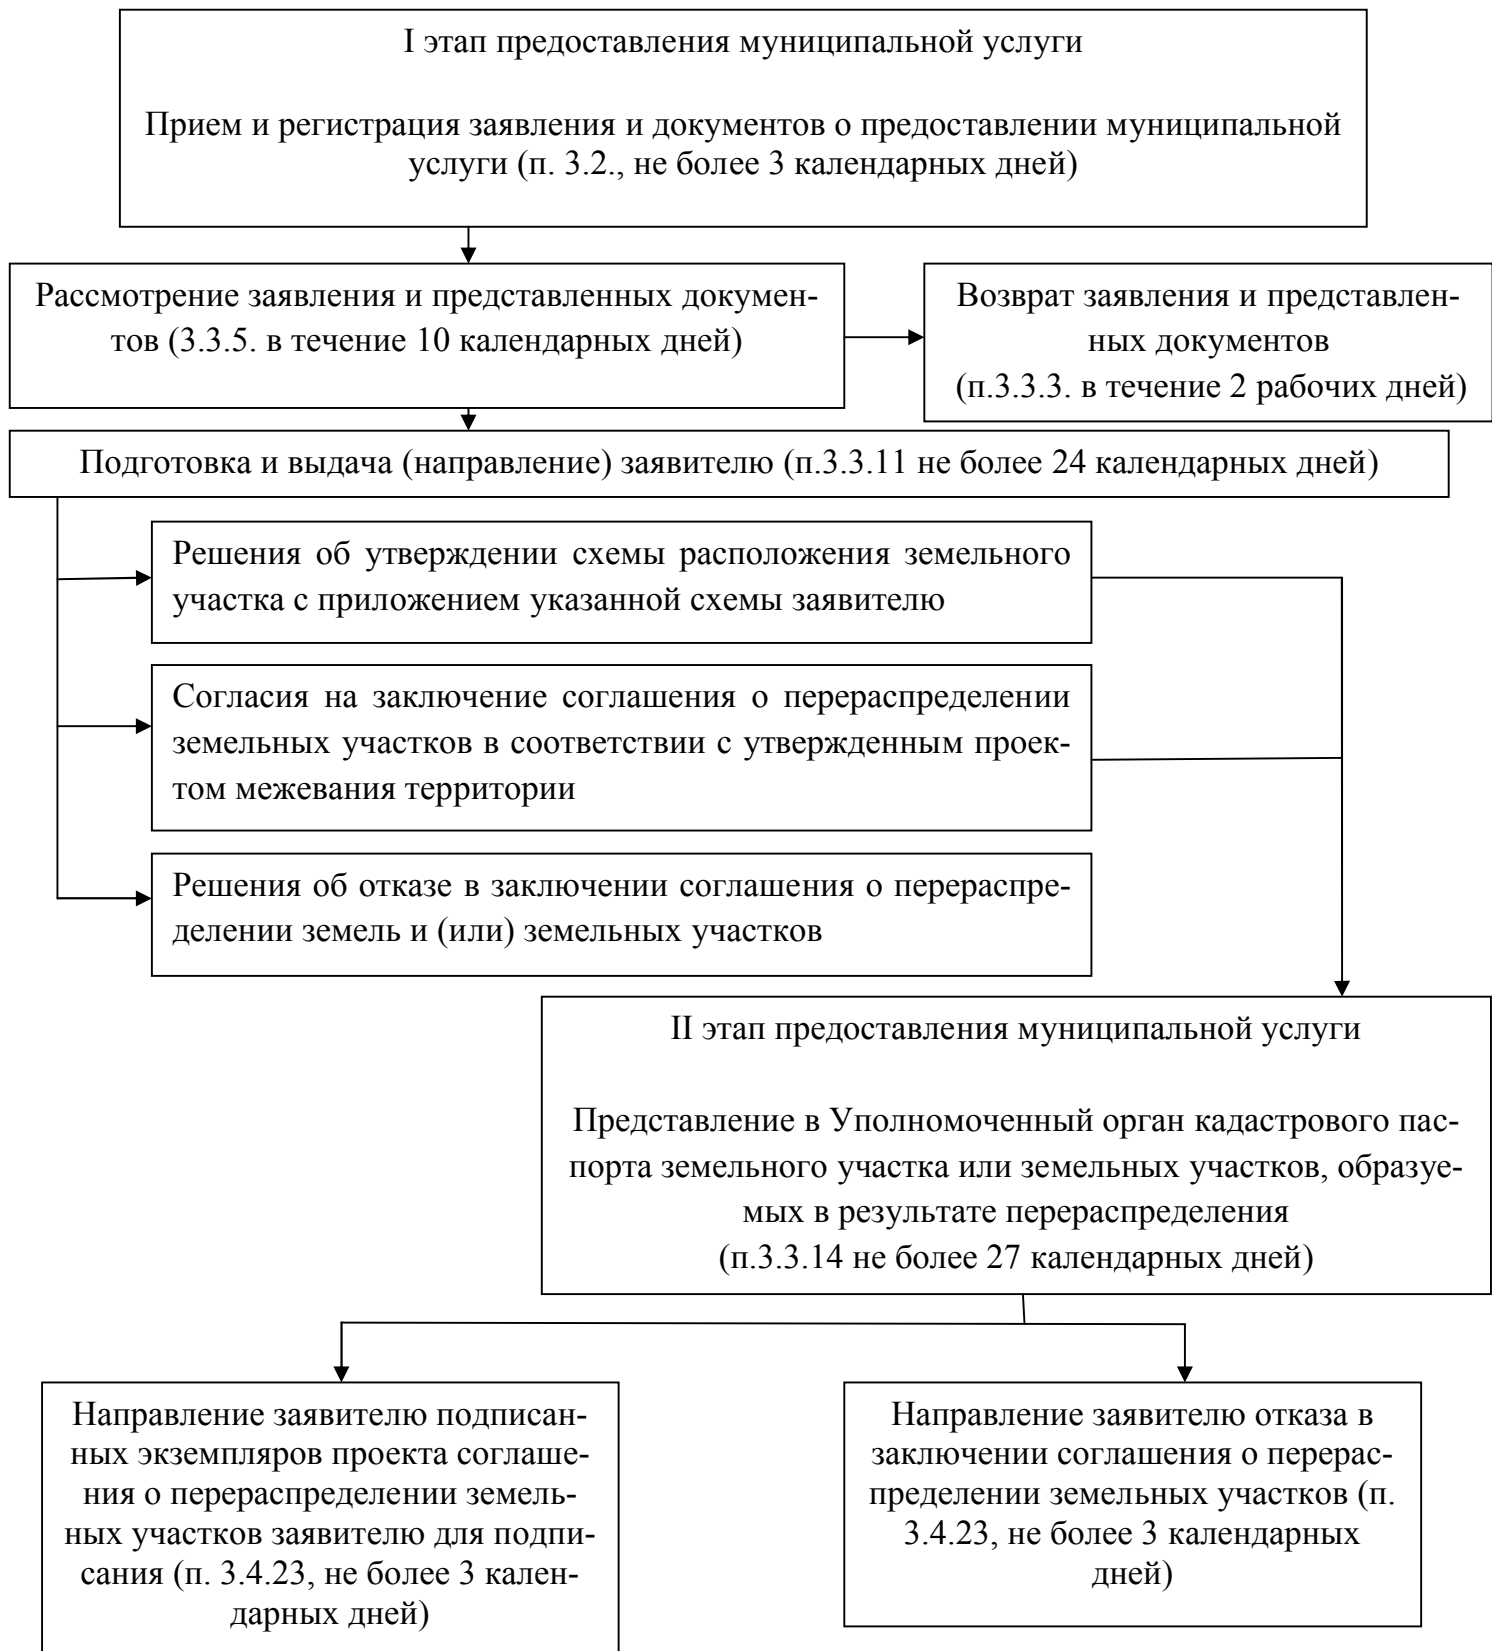 I этап предоставления муниципальной услуги
Прием и регистрация заявления и документов о предоставлении муниципальной
услуги (п. 3.2., не более 3 календарных дней)
Рассмотрение заявления и представленных докумен-
тов (3.3.5. в течение 10 календарных дней)
Возврат заявления и представлен-
ных документов
(п.3.3.3. в течение 2 рабочих дней)
Подготовка и выдача (направление) заявителю (п.3.3.11 не более 24 календарных дней)
Решения об утверждении схемы расположения земельного
участка с приложением указанной схемы заявителю
Согласия на заключение соглашения о перераспределении
земельных участков в соответствии с утвержденным проек-
том межевания территории
Решения об отказе в заключении соглашения о перераспре-
делении земель и (или) земельных участков
II этап предоставления муниципальной услуги
Представление в Уполномоченный орган кадастрового пас-
порта земельного участка или земельных участков, образуе-
мых в результате перераспределения
(п.3.3.14 не более 27 календарных дней)
Направление заявителю подписан-
ных экземпляров проекта соглаше-
ния о перераспределении земель-
ных участков заявителю для подпи-
сания (п. 3.4.23, не более 3 кален-
дарных дней)
Направление заявителю отказа в
заключении соглашения о перерас-
пределении земельных участков (п.
3.4.23, не более 3 календарных
дней)